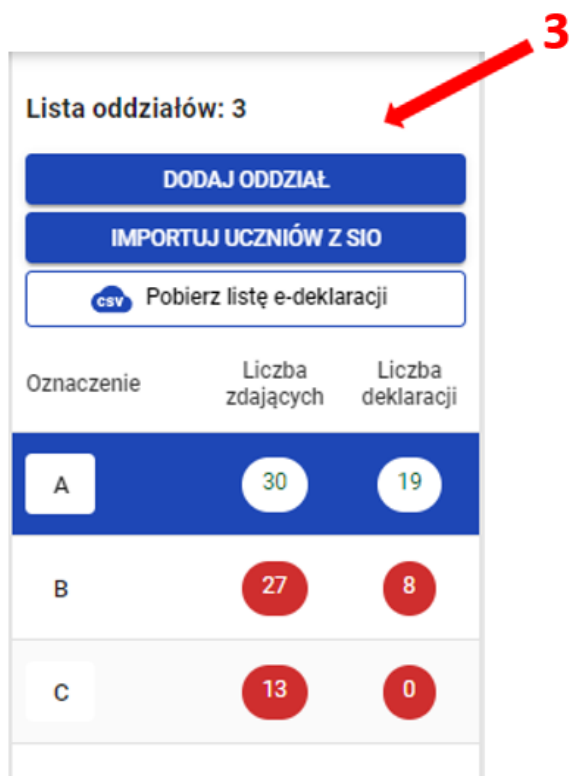 3
Lista oddziałów: 3
DODAJ ODDZIAŁ
IMPORTUJ UCZNIÓW Z SIO
csv Pobierz listę e-deklaracji
Oznaczenie Liczba zdających Liczba deklaracji
A 30 19
B 27 8
C 13 0